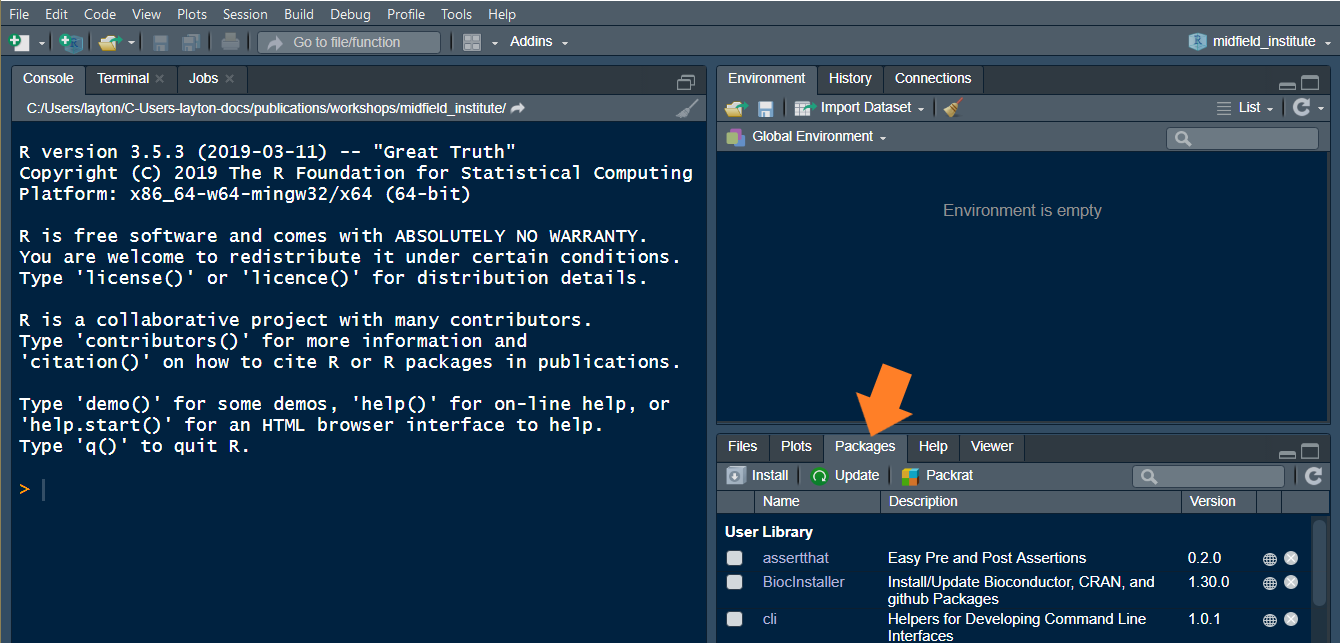 File Edit Code View Plots Session Build Debug Profile Tools Help
Go to file/function Addins midfield_institute
Console Terminal Jobs
C:/Users/layton/C-Users-layton-docs/publications/workshops/midfield_institute/
R version 3.5.3 (2019-03-11) -- "Great Truth"
Copyright (C) 2019 The R Foundation for Statistical Computing
Platform: x86_64-w64-mingw32/x64 (64-bit)
R is free software and comes with ABSOLUTELY NO WARRANTY.
You are welcome to redistribute it under certain conditions.
Type 'license()' or 'licence()' for distribution details.
R is a collaborative project with many contributors.
Type 'contributors()' for more information and
'citation()' on how to cite R or R packages in publications.
Type 'demo()' for some demos, 'help()' for on-line help, or
'help.start()' for an HTML browser interface to help.
Type 'q()' to quit R.
>
Environment History Connections
Import Dataset List
Global Environment
Environment is empty
Files Plots Packages Help Viewer
Install Update Packrat
Name Description Version
User Library
assertthat Easy Pre and Post Assertions 0.2.0
BiocInstaller Install/Update Bioconductor, CRAN, and 1.30.0
github Packages
cli Helpers for Developing Command Line 1.0.1
Interfaces